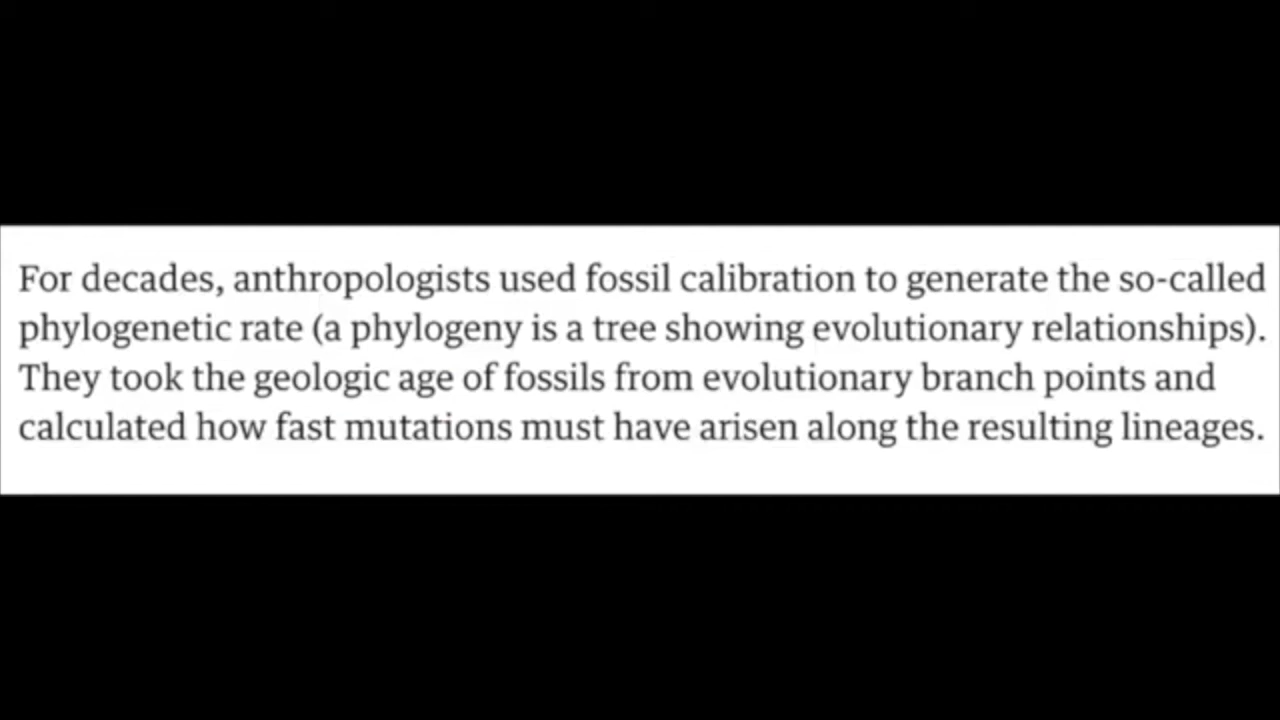 For decades, anthropologists used fossil calibration to generate the so-called
phylogenetic rate (a phylogeny is a tree showing evolutionary relationships).
They took the geologic age of fossils from evolutionary branch points and
calculated how fast mutations must have arisen along the resulting lineages.